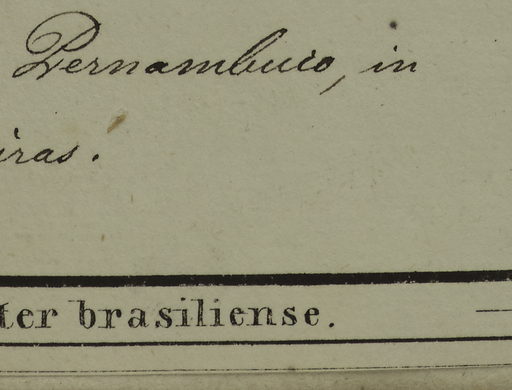 Pernambuco, in
iras.
ter brasiliense.